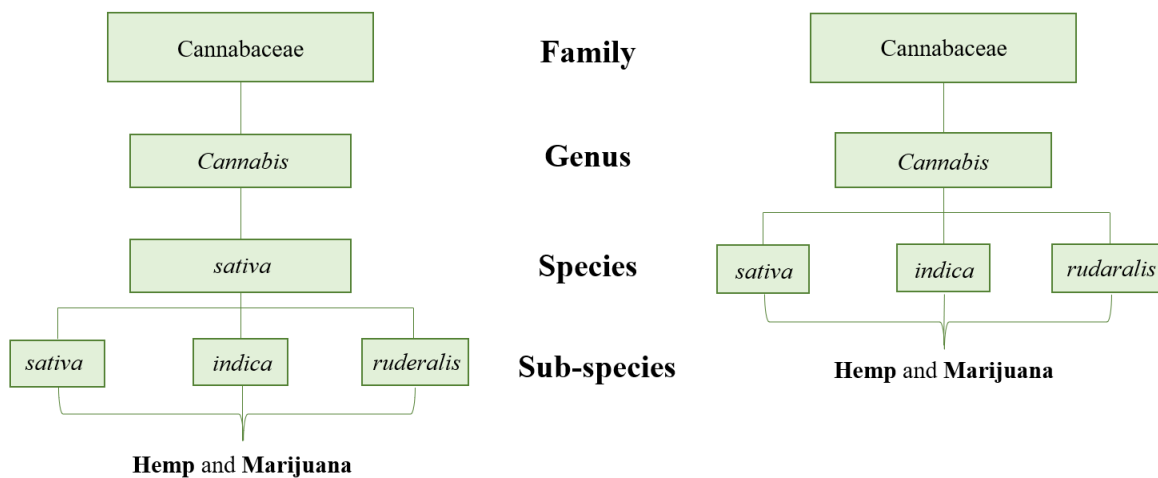 Cannabaceae
Family
Cannabaceae
Cannabis
Genus
Cannabis
sativa
Species
sativa
indica
rudaralis
sativa
indica
ruderalis
Sub-species
Hemp and Marijuana
Hemp and Marijuana